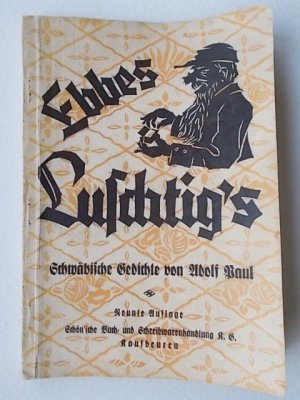 Ebbes
Luschtig's
Schwäbische Gedichte von Adolf Paul
Neunte Auflage
Schön'sche Buch- und Schreibwarenhandlung K. G.
Kaufbeuren